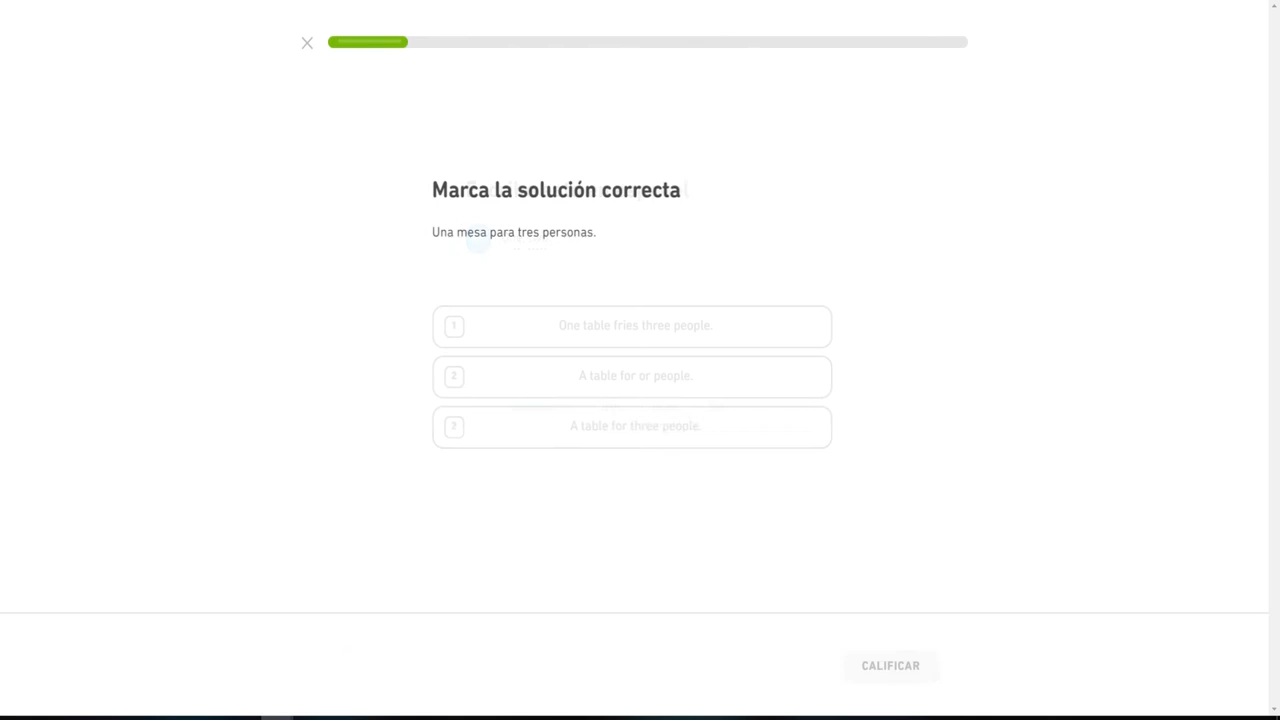 Marca la solución correcta
Una mesa para tres personas.
1 One table fries three people.
2 A table for or people.
3 A table for three people.
CALIFICAR